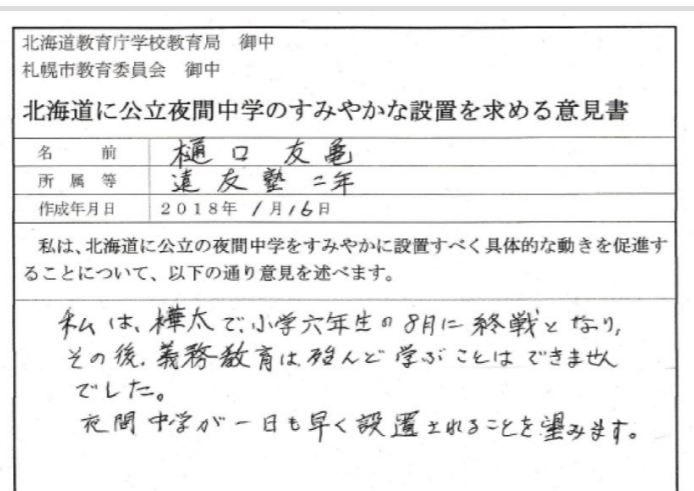 北海道教育庁学校教育局 御中
札幌市教育委員会 御中
北海道に公立夜間中学のすみやかな設置を求める意見書
名 前 樋口友亀
所属等 遠友塾 二年
作成年月日 2018年1月16日
私は、北海道に公立の夜間中学をすみやかに設置すべく具体的な動きを促進す
ることについて、以下の通り意見を述べます。
私は、樺太で、小学六年生の8月に終戦となり、
その後、義務教育は殆んど学ぶことはできません
でした。
夜間中学が一日も早く設置されることを望みます。